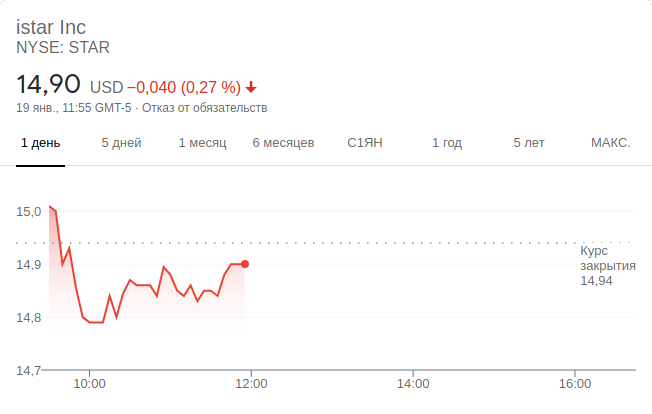 istar Inc
NYSE: STAR
14,90 USD −0,040 (0,27 %)
19 янв., 11:55 GMT-5 · Отказ от обязательств
1 день 5 дней 1 месяц 6 месяцев С1ЯН 1 год 5 лет МАКС.
15,0
14,9
14,8
14,7
Курс
закрытия
14,94
10:00 12:00 14:00 16:00